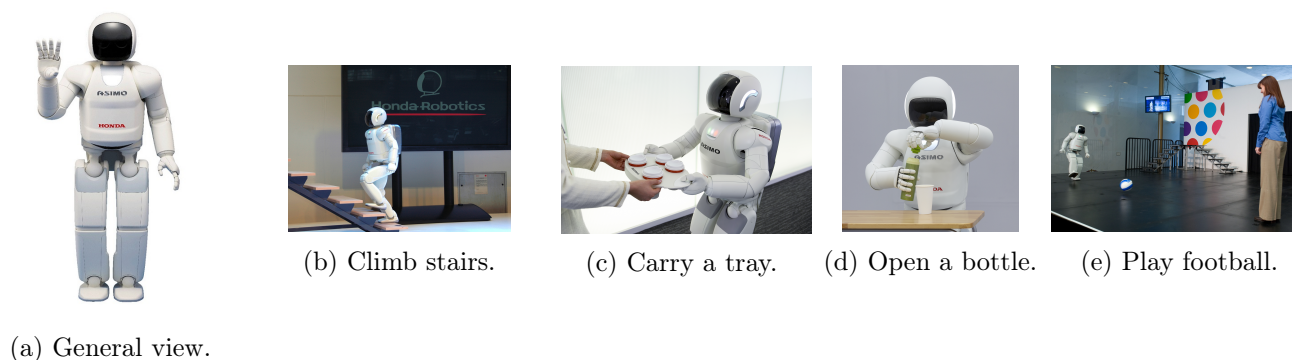 ASIMO
HONDA
(a) General view.
Honda Robotics
(b) Climb stairs.
ASIMO
(c) Carry a tray.
ASIMO
(d) Open a bottle.
(e) Play football.